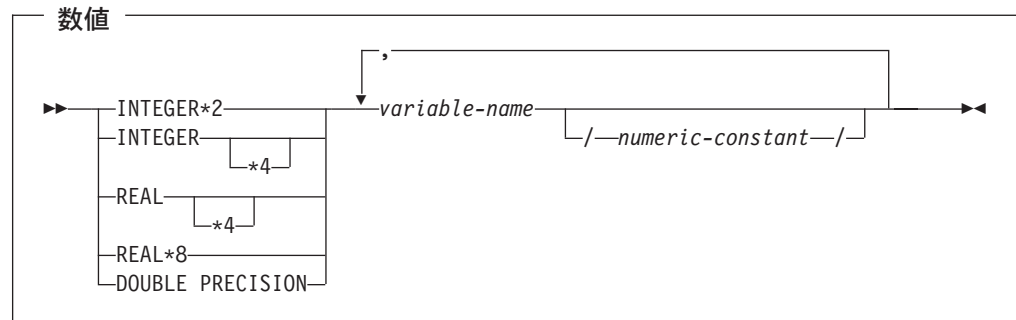 数値
,
INTEGER*2 variable-name
INTEGER / numeric-constant /
*4
REAL
*4
REAL*8
DOUBLE PRECISION